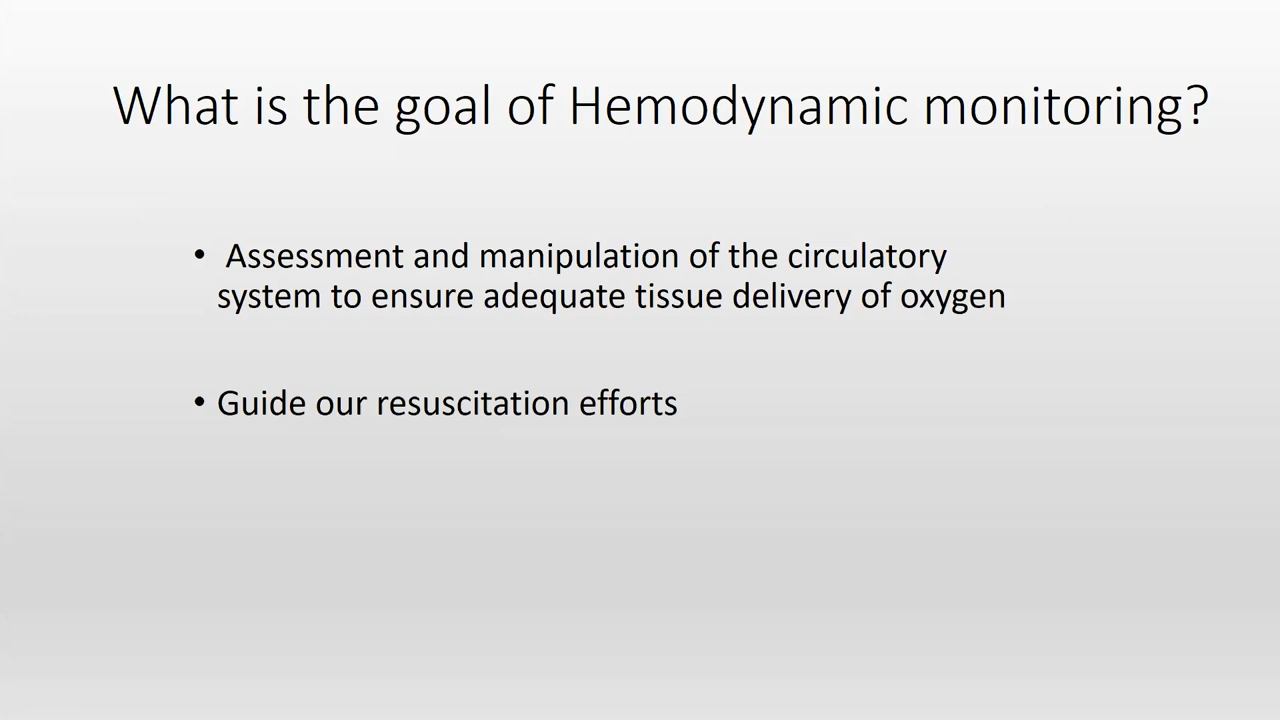 What is the goal of Hemodynamic monitoring?
• Assessment and manipulation of the circulatory
system to ensure adequate tissue delivery of oxygen
• Guide our resuscitation efforts